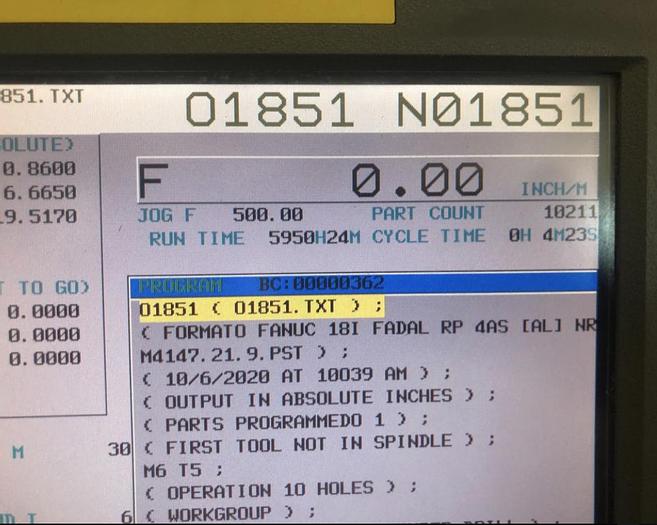 851.TXT
O1851 N01851
OLUTE)
0.8600
6.6650
19.5170
F 0.00 INCH/M
JOG F 500.00 PART COUNT 10211
RUN TIME 5950H24M CYCLE TIME 0H 4M23S
T TO GO)
0.0000
0.0000
0.0000
M 30
6
PROGRAM BC:00000362
O1851 ( O1851.TXT ) ;
( FORMATO FANUC 18I FADAL RP 4AS [AL] NR
M4147.21.9.PST ) ;
( 10/6/2020 AT 10039 AM ) ;
( OUTPUT IN ABSOLUTE INCHES ) ;
( PARTS PROGRAMMEDO 1 ) ;
( FIRST TOOL NOT IN SPINDLE ) ;
M6 T5 ;
( OPERATION 10 HOLES ) ;
( WORKGROUP ) ;